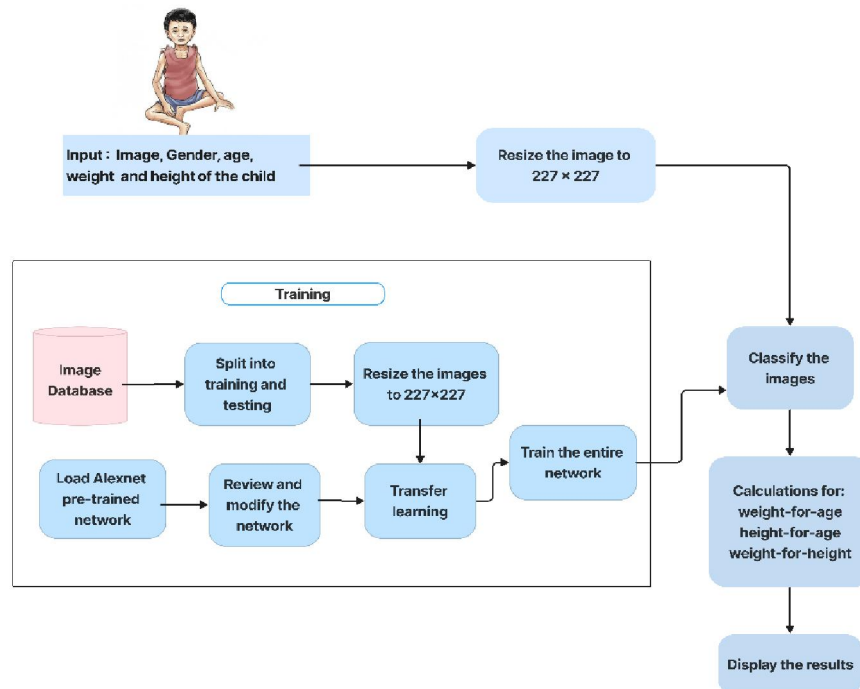 Input : Image, Gender, age,
weight and height of the child
Resize the image to
227 × 227
Training
Image
Database
Split into
training and
testing
Resize the images
to 227×227
Load Alexnet
pre-trained
network
Review and
modify the
network
Transfer
learning
Train the entire
network
Classify the
images
Calculations for:
weight-for-age
height-for-age
weight-for-height
Display the results